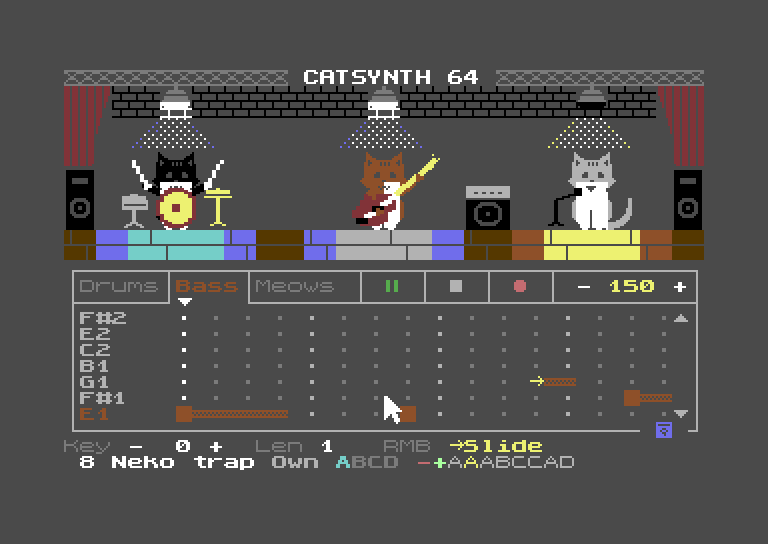 CATSYNTH 64
Drums Bass Meows - 150 +
F#2
E2
C2
B1
G1
F#1
E1
Key - 0 + Len 1 RMB →Slide
8 Neko trap Own ABCD -+AAABCCAD